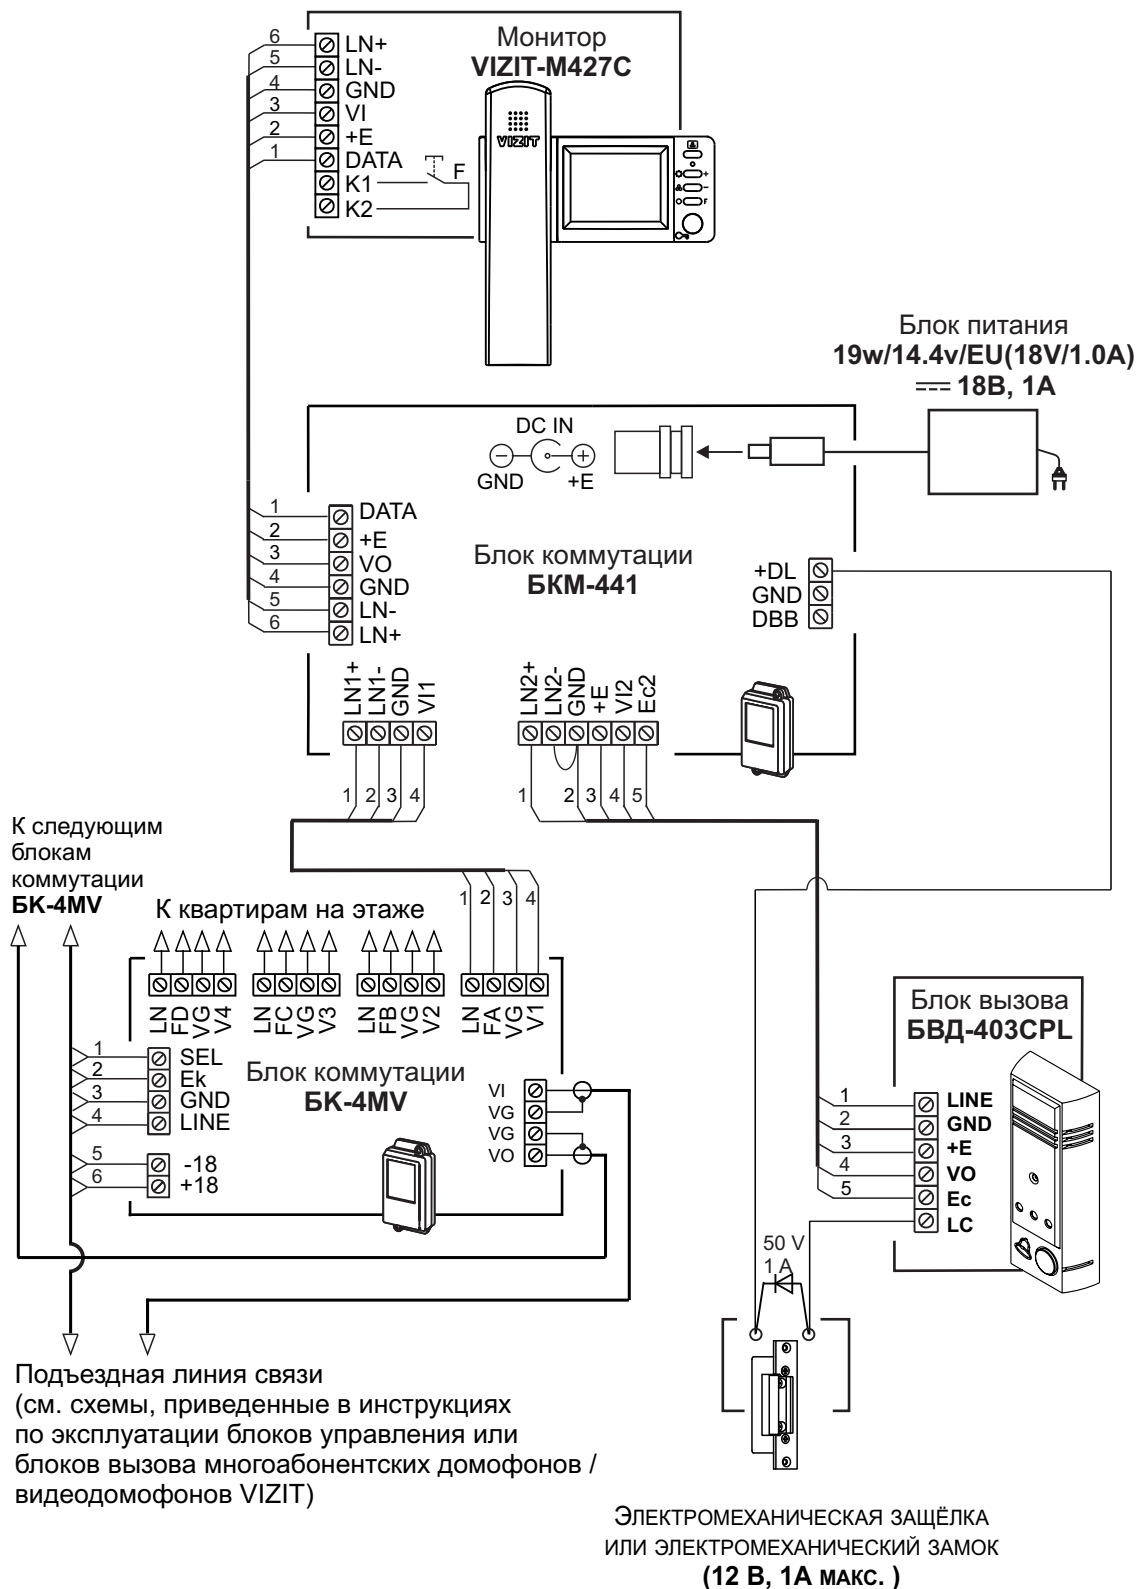 Монитор
VIZIT-M427C
6 LN+
5 LN-
4 GND
3 VI
2 +E
1 DATA
K1
K2
F
VIZIT
+
-
F
Блок питания
19w/14.4v/EU(18V/1.0A)
18В, 1А
DC IN
GND +E
1 DATA
2 +E
3 VO
4 GND
5 LN-
6 LN+
Блок коммутации
БКМ-441
+DL
GND
DBB
LN1+ LN1- GND VI1
LN2+ LN2- GND +E VI2 Ec2
1 2 3 4
1 2 3 4 5
К следующим
блокам
коммутации
БК-4МV
К квартирам на этаже
1 2 3 4
LN FD VG V4
LN FC VG V3
LN FB VG V2
LN FA VG V1
1 SEL
2 Ek
3 GND
4 LINE
5 -18
6 +18
Блок коммутации
БК-4МV
VI
VG
VG
VO
Блок вызова
БВД-403CPL
1 LINE
2 GND
3 +E
4 VO
5 Ec
LC
50 V
1 A
Подъездная линия связи
(см. схемы, приведенные в инструкциях
по эксплуатации блоков управления или
блоков вызова многоабонентских домофонов /
видеодомофонов VIZIT)
ЭЛЕКТРОМЕХАНИЧЕСКАЯ ЗАЩЁЛКА
ИЛИ ЭЛЕКТРОМЕХАНИЧЕСКИЙ ЗАМОК
(12 В, 1А МАКС. )